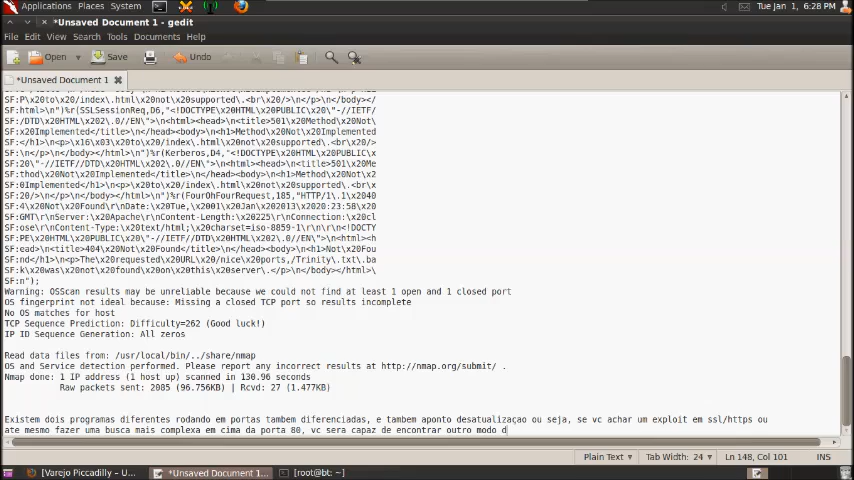 Applications Places System Tue Jan 1, 6:28 PM
*Unsaved Document 1 - gedit
File Edit View Search Tools Documents Help
Open Save Undo
*Unsaved Document 1
SF:P\x20to\x20/index\.html\x20not\x20supported\.<br\x20/>\n</p>\n</body></
SF:html>\n")%r(SSLSessionReq,D6,"<!DOCTYPE\x20HTML\x20PUBLIC\x20\"-//IETF/
SF:/DTD\x20HTML\x202\.0//EN\">\n<html><head>\n<title>501\x20Method\x20Not\
SF:x20Implemented</title>\n</head><body>\n<h1>Method\x20Not\x20Implemented
SF:</h1>\n<p>\x16\x03\x20to\x20/index\.html\x20not\x20supported\.<br\x20/>
SF:\n</p>\n</body></html>\n")%r(Kerberos,D4,"<!DOCTYPE\x20HTML\x20PUBLIC\x
SF:20\"-//IETF//DTD\x20HTML\x202\.0//EN\">\n<html><head>\n<title>501\x20Me
SF:thod\x20Not\x20Implemented</title>\n</head><body>\n<h1>Method\x20Not\x2
SF:0Implemented</h1>\n<p>\x20to\x20/index\.html\x20not\x20supported\.<br\x
SF:20/>\n</p>\n</body></html>\n")%r(FourOhFourRequest,185,"HTTP/1\.1\x2040
SF:4\x20Not\x20Found\r\nDate:\x20Tue,\x2001\x20Jan\x202013\x2020:23:58\x20
SF:GMT\r\nServer:\x20Apache\r\nContent-Length:\x20225\r\nConnection:\x20cl
SF:ose\r\nContent-Type:\x20text/html;\x20charset=iso-8859-1\r\n\r\n<!DOCTY
SF:PE\x20HTML\x20PUBLIC\x20\"-//IETF//DTD\x20HTML\x202\.0//EN\">\n<html><h
SF:ead>\n<title>404\x20Not\x20Found</title>\n</head><body>\n<h1>Not\x20Fou
SF:nd</h1>\n<p>The\x20requested\x20URL\x20/nice\x20ports,/Trinity\.txt\.ba
SF:k\x20was\x20not\x20found\x20on\x20this\x20server\.</p>\n</body></html>\
SF:n");
Warning: OSScan results may be unreliable because we could not find at least 1 open and 1 closed port
OS fingerprint not ideal because: Missing a closed TCP port so results incomplete
No OS matches for host
TCP Sequence Prediction: Difficulty=262 (Good luck!)
IP ID Sequence Generation: All zeros
Read data files from: /usr/local/bin/../share/nmap
OS and Service detection performed. Please report any incorrect results at http://nmap.org/submit/ .
Nmap done: 1 IP address (1 host up) scanned in 130.96 seconds
Raw packets sent: 2085 (96.756KB) | Rcvd: 27 (1.477KB)
Existem dois programas diferentes rodando em portas tambem diferenciadas, e tambem aponto desatualizaçao ou seja, se vc achar um exploit em ssl/https ou
ate mesmo fazer uma busca mais complexa em cima da porta 80, vc sera capaz de encontrar outro modo d
Plain Text Tab Width: 24 Ln 148, Col 101 INS
[Varejo Piccadilly – U... *Unsaved Document 1... [root@bt: ~]